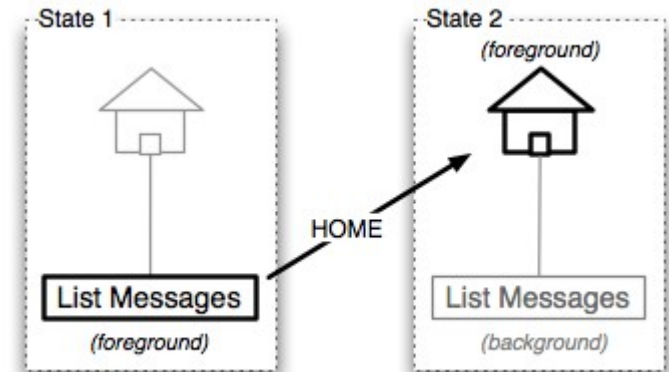 State 1
List Messages
(foreground)
HOME
State 2
(foreground)
List Messages
(background)